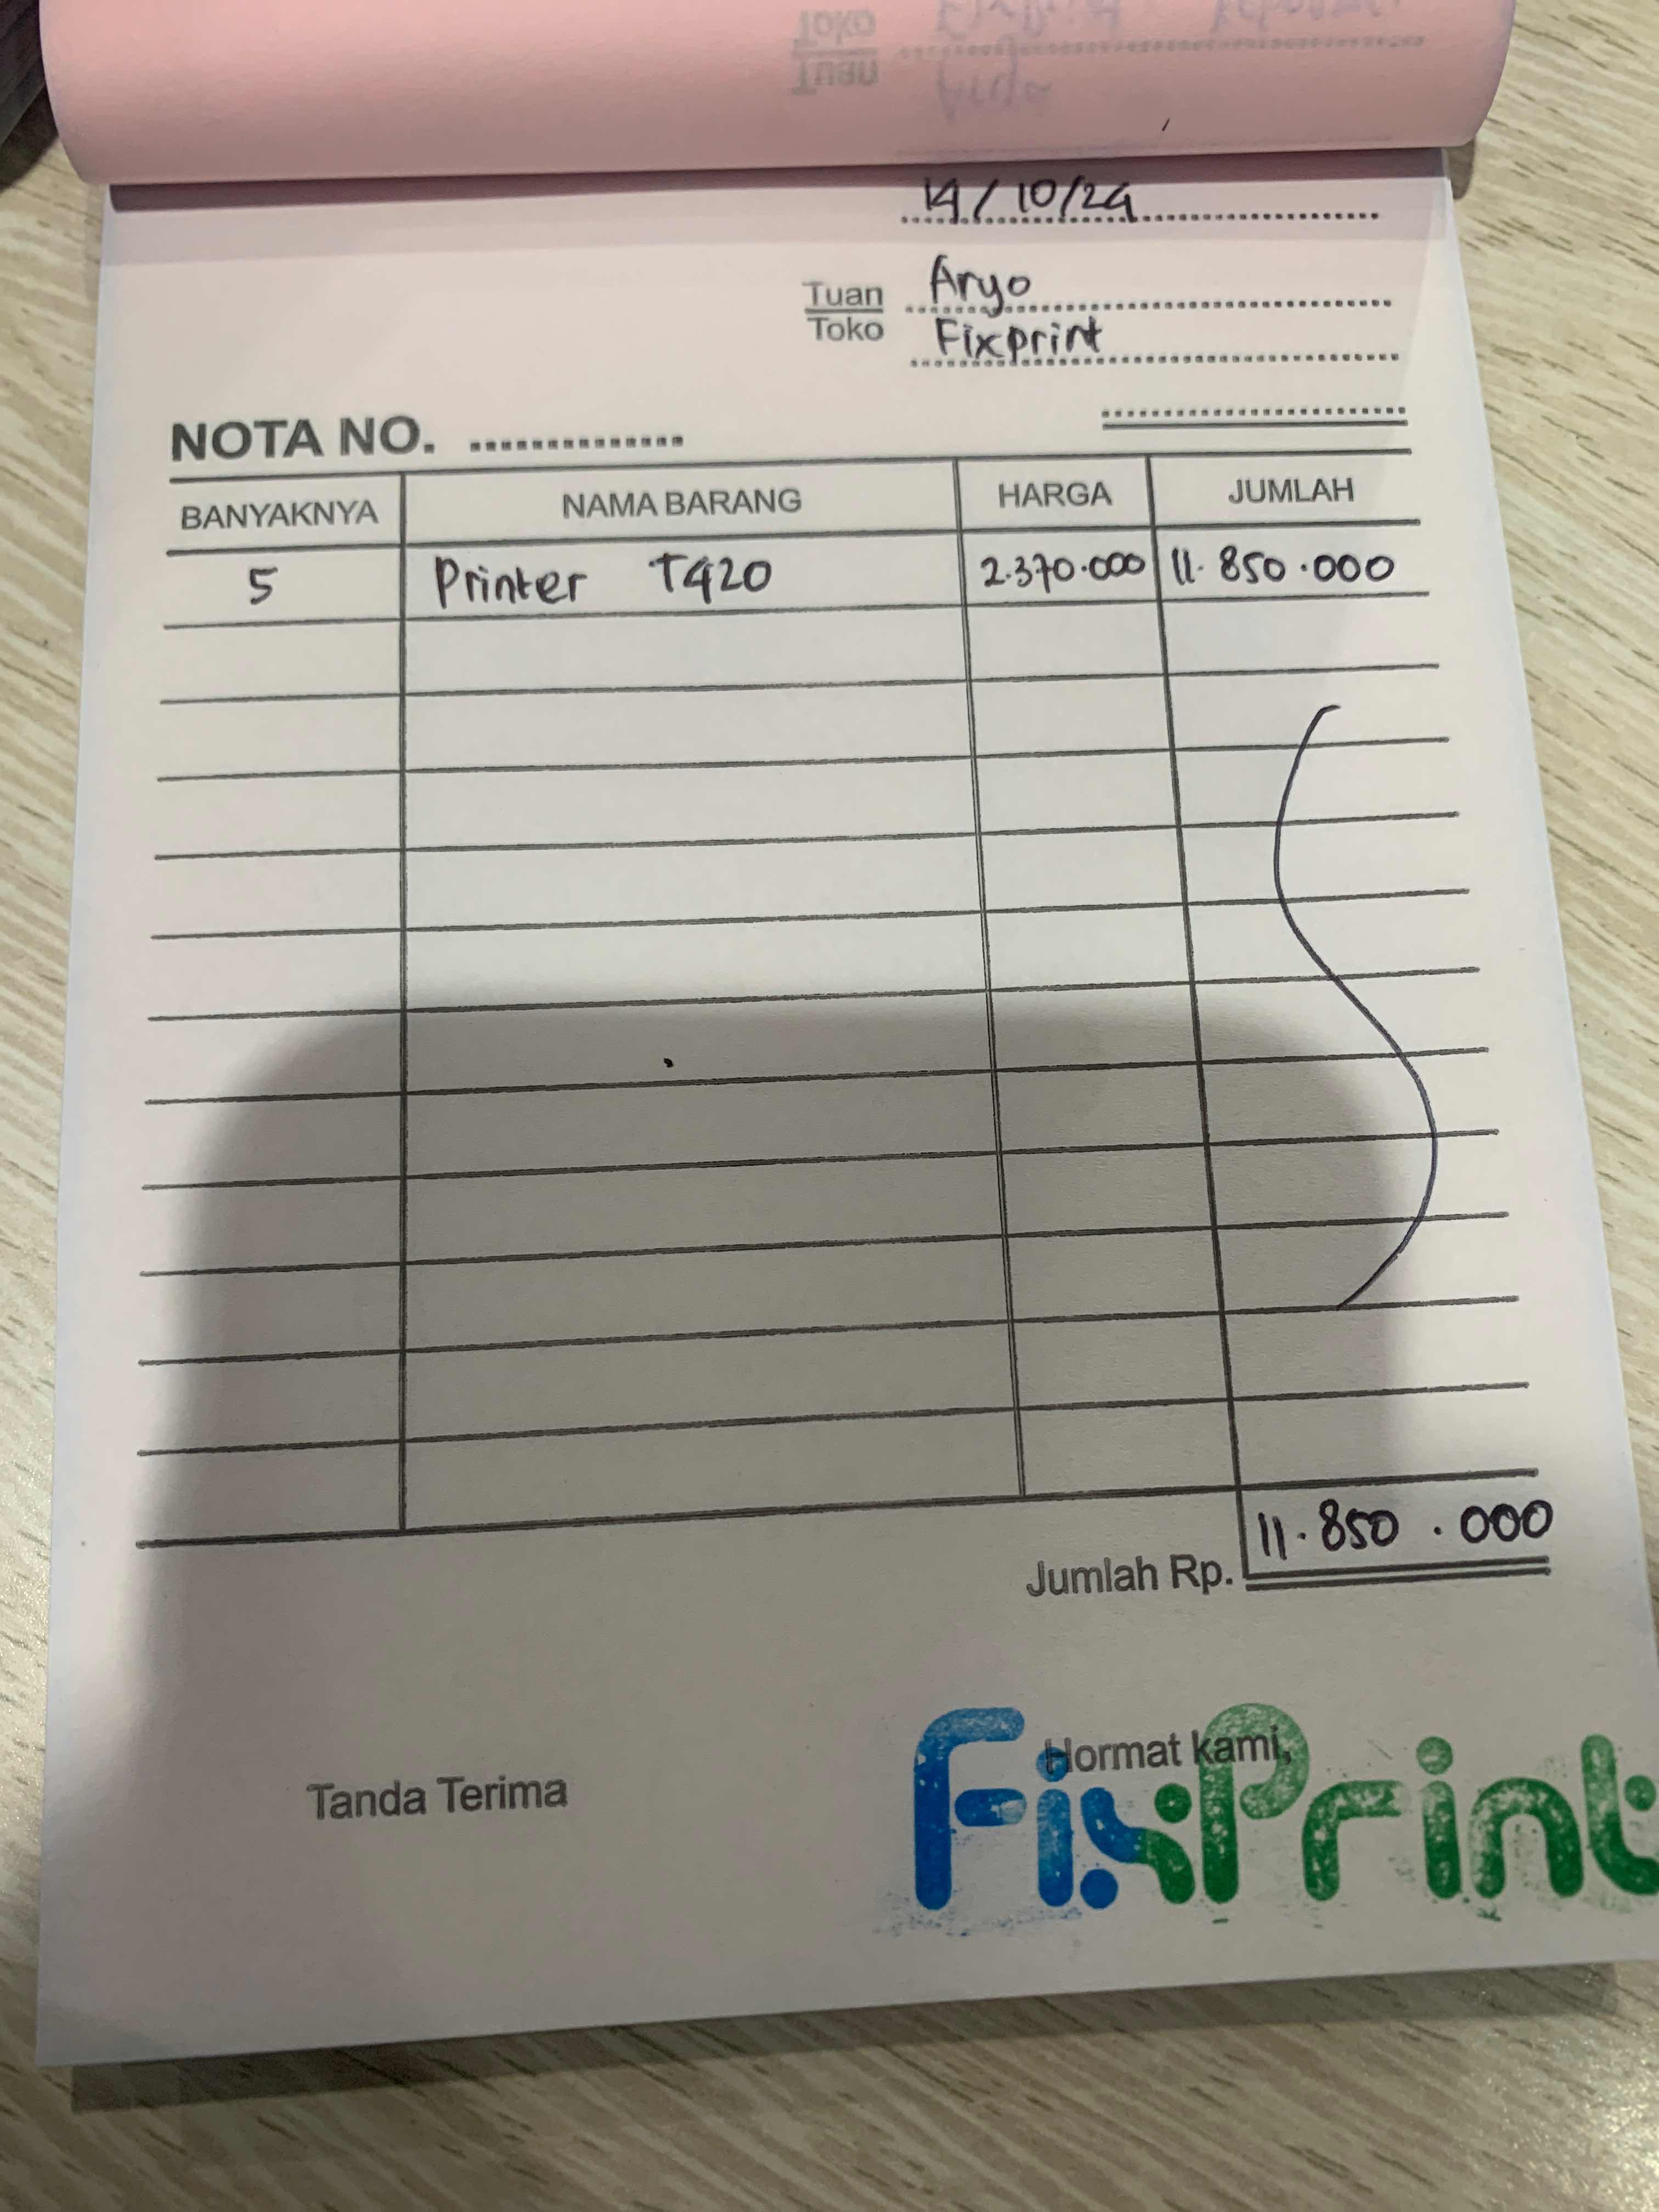 14/10/24
Tuan Aryo
Toko Fixprint
NOTA NO. ..............
BANYAKNYA NAMA BARANG HARGA JUMLAH
5 Printer T420 2.370.000 11.850.000
Jumlah Rp. 11.850.000
Tanda Terima Hormat kami,
FixPrint